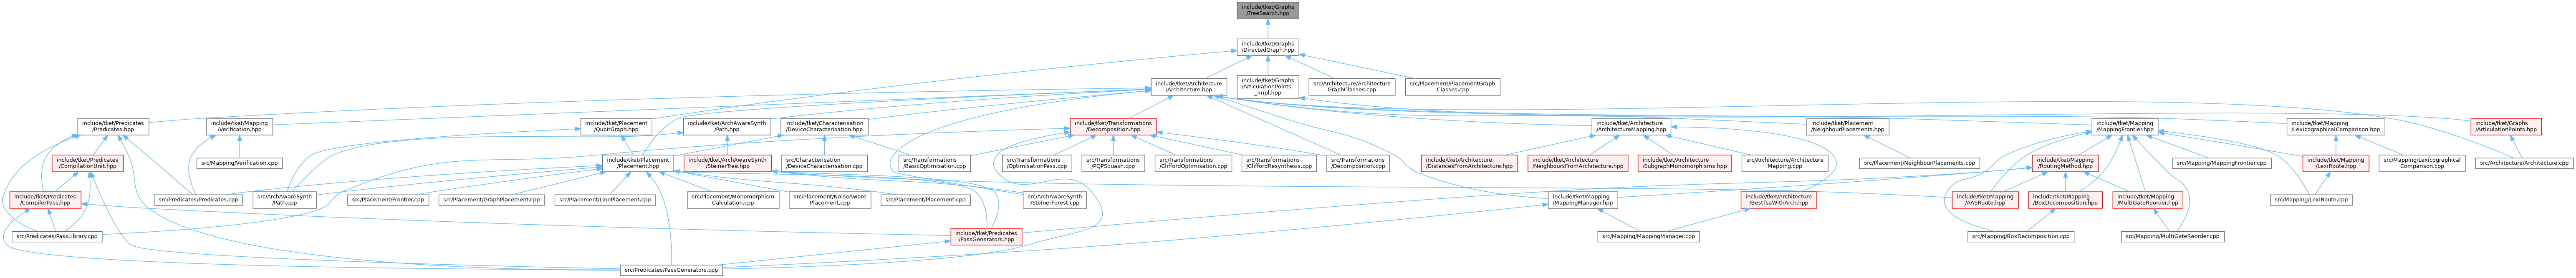 include/tket/Graphs
/TreeSearch.hpp
include/tket/Graphs
/DirectedGraph.hpp
include/tket/Architecture
/Architecture.hpp
include/tket/Graphs
/ArticulationPoints
_impl.hpp
src/Architecture/Architecture
GraphClasses.cpp
src/Placement/PlacementGraph
Classes.cpp
include/tket/Predicates
/Predicates.hpp
include/tket/Mapping
/Verification.hpp
include/tket/Placement
/QubitGraph.hpp
include/tket/ArchAwareSynth
/Path.hpp
include/tket/Characterisation
/DeviceCharacterisation.hpp
include/tket/Transformations
/Decomposition.hpp
include/tket/Architecture
/ArchitectureMapping.hpp
include/tket/Placement
/NeighbourPlacements.hpp
include/tket/Mapping
/MappingFrontier.hpp
include/tket/Mapping
/LexicographicalComparison.hpp
include/tket/Graphs
/ArticulationPoints.hpp
include/tket/Predicates
/CompilationUnit.hpp
src/Mapping/Verification.cpp
include/tket/Placement
/Placement.hpp
include/tket/ArchAwareSynth
/SteinerTree.hpp
src/Characterisation
/DeviceCharacterisation.cpp
src/Transformations
/BasicOptimisation.cpp
src/Transformations
/OptimisationPass.cpp
src/Transformations
/PQPSquash.cpp
src/Transformations
/CliffordOptimisation.cpp
src/Transformations
/CliffordResynthesis.cpp
src/Transformations
/Decomposition.cpp
include/tket/Architecture
/DistancesFromArchitecture.hpp
include/tket/Architecture
/NeighboursFromArchitecture.hpp
include/tket/Architecture
/SubgraphMonomorphisms.hpp
src/Architecture/Architecture
Mapping.cpp
src/Placement/NeighbourPlacements.cpp
include/tket/Mapping
/RoutingMethod.hpp
src/Mapping/MappingFrontier.cpp
include/tket/Mapping
/LexiRoute.hpp
src/Mapping/Lexicographical
Comparison.cpp
src/Architecture/Architecture.cpp
include/tket/Predicates
/CompilerPass.hpp
src/Predicates/Predicates.cpp
src/ArchAwareSynth
/Path.cpp
src/Placement/Frontier.cpp
src/Placement/GraphPlacement.cpp
src/Placement/LinePlacement.cpp
src/Placement/Monomorphism
Calculation.cpp
src/Placement/NoiseAware
Placement.cpp
src/Placement/Placement.cpp
src/ArchAwareSynth
/SteinerForest.cpp
include/tket/Mapping
/MappingManager.hpp
include/tket/Architecture
/BestTsaWithArch.hpp
include/tket/Mapping
/AASRoute.hpp
include/tket/Mapping
/BoxDecomposition.hpp
include/tket/Mapping
/MultiGateReorder.hpp
src/Mapping/LexiRoute.cpp
src/Predicates/PassLibrary.cpp
include/tket/Predicates
/PassGenerators.hpp
src/Mapping/MappingManager.cpp
src/Mapping/BoxDecomposition.cpp
src/Mapping/MultiGateReorder.cpp
src/Predicates/PassGenerators.cpp